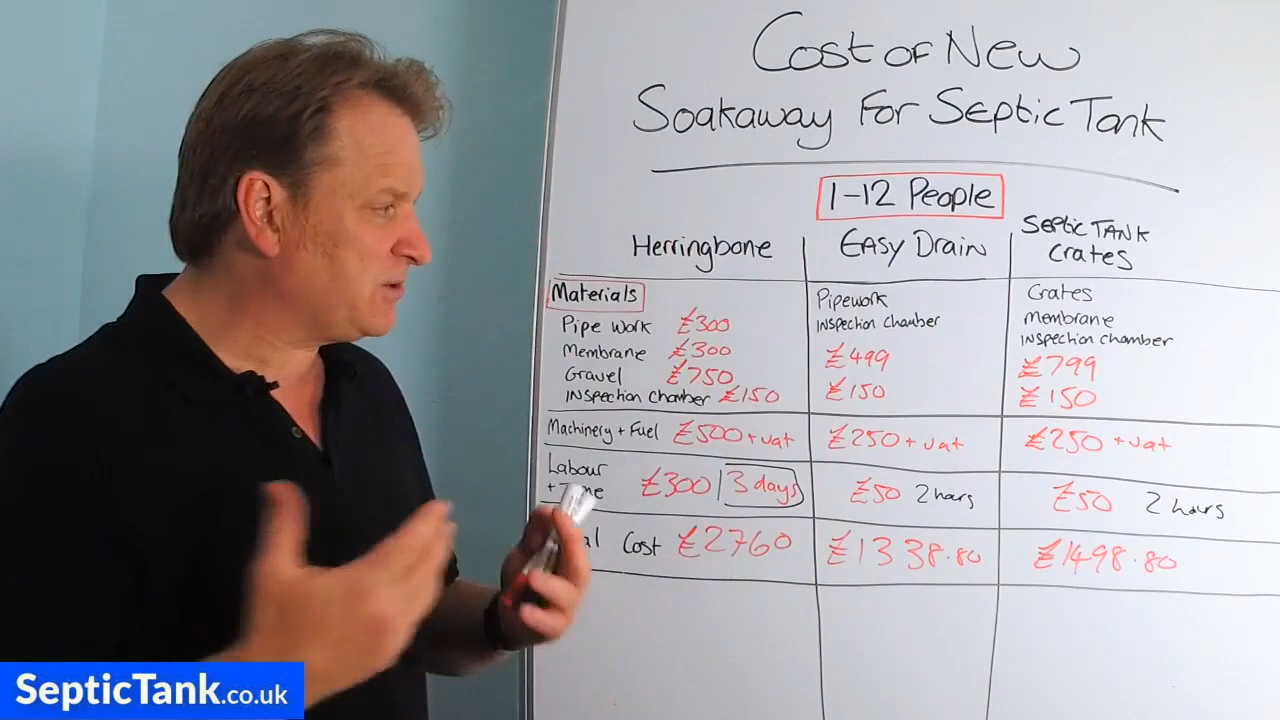 Cost of New
Soakaway For Septic Tank
1-12 People
Herringbone
EASY Drain
SEPTIC TANK
Crates
Materials
Pipe Work £300
Membrane £300
Gravel £750
INSpection chamber £150
Pipework
INSpection chamber
£499
£150
Crates
Membrane
INSpection chamber
£799
£150
Machinery + Fuel £500 + vat
£250 + vat
£250 + vat
Labour
+
£300 | 3 days
£50 2 hours
£50 2 hours
Cost £2760
£1338.80
£1498.80
SepticTank.co.uk